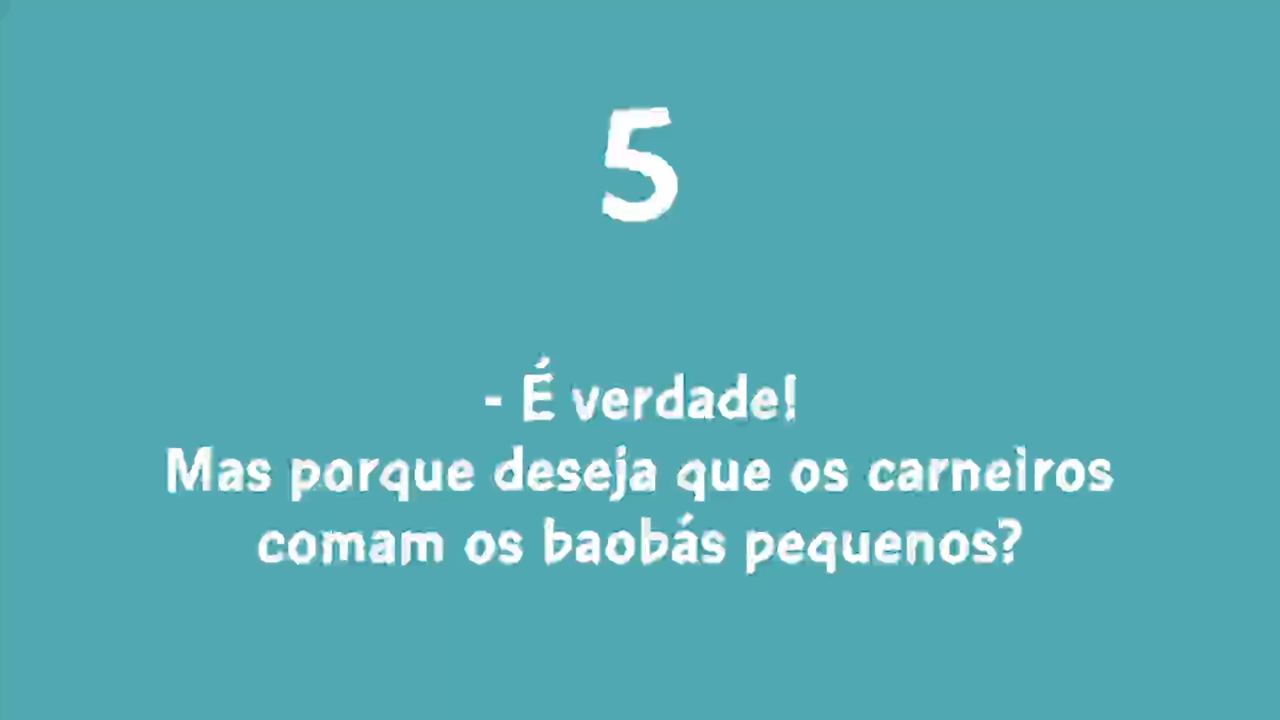 5
- É verdade!
Mas porque deseja que os carneiros
comam os baobás pequenos?